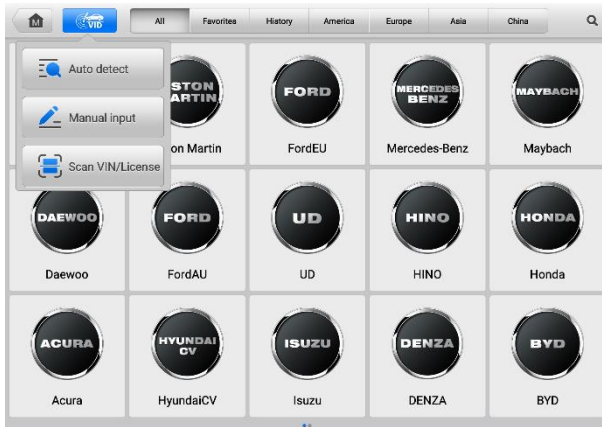 VID
All
Favorites
History
America
Europe
Asia
China
Auto detect
Manual input
Scan VIN/License
STON
ARTIN
FORD
MERCEDES
BENZ
MAYBACH
on Martin
FordEU
Mercedes-Benz
Maybach
DAEWOO
FORD
UD
HINO
HONDA
Daewoo
FordAU
UD
HINO
Honda
ACURA
HYUNDAI
CV
ISUZU
DENZA
BYD
Acura
HyundaiCV
Isuzu
DENZA
BYD